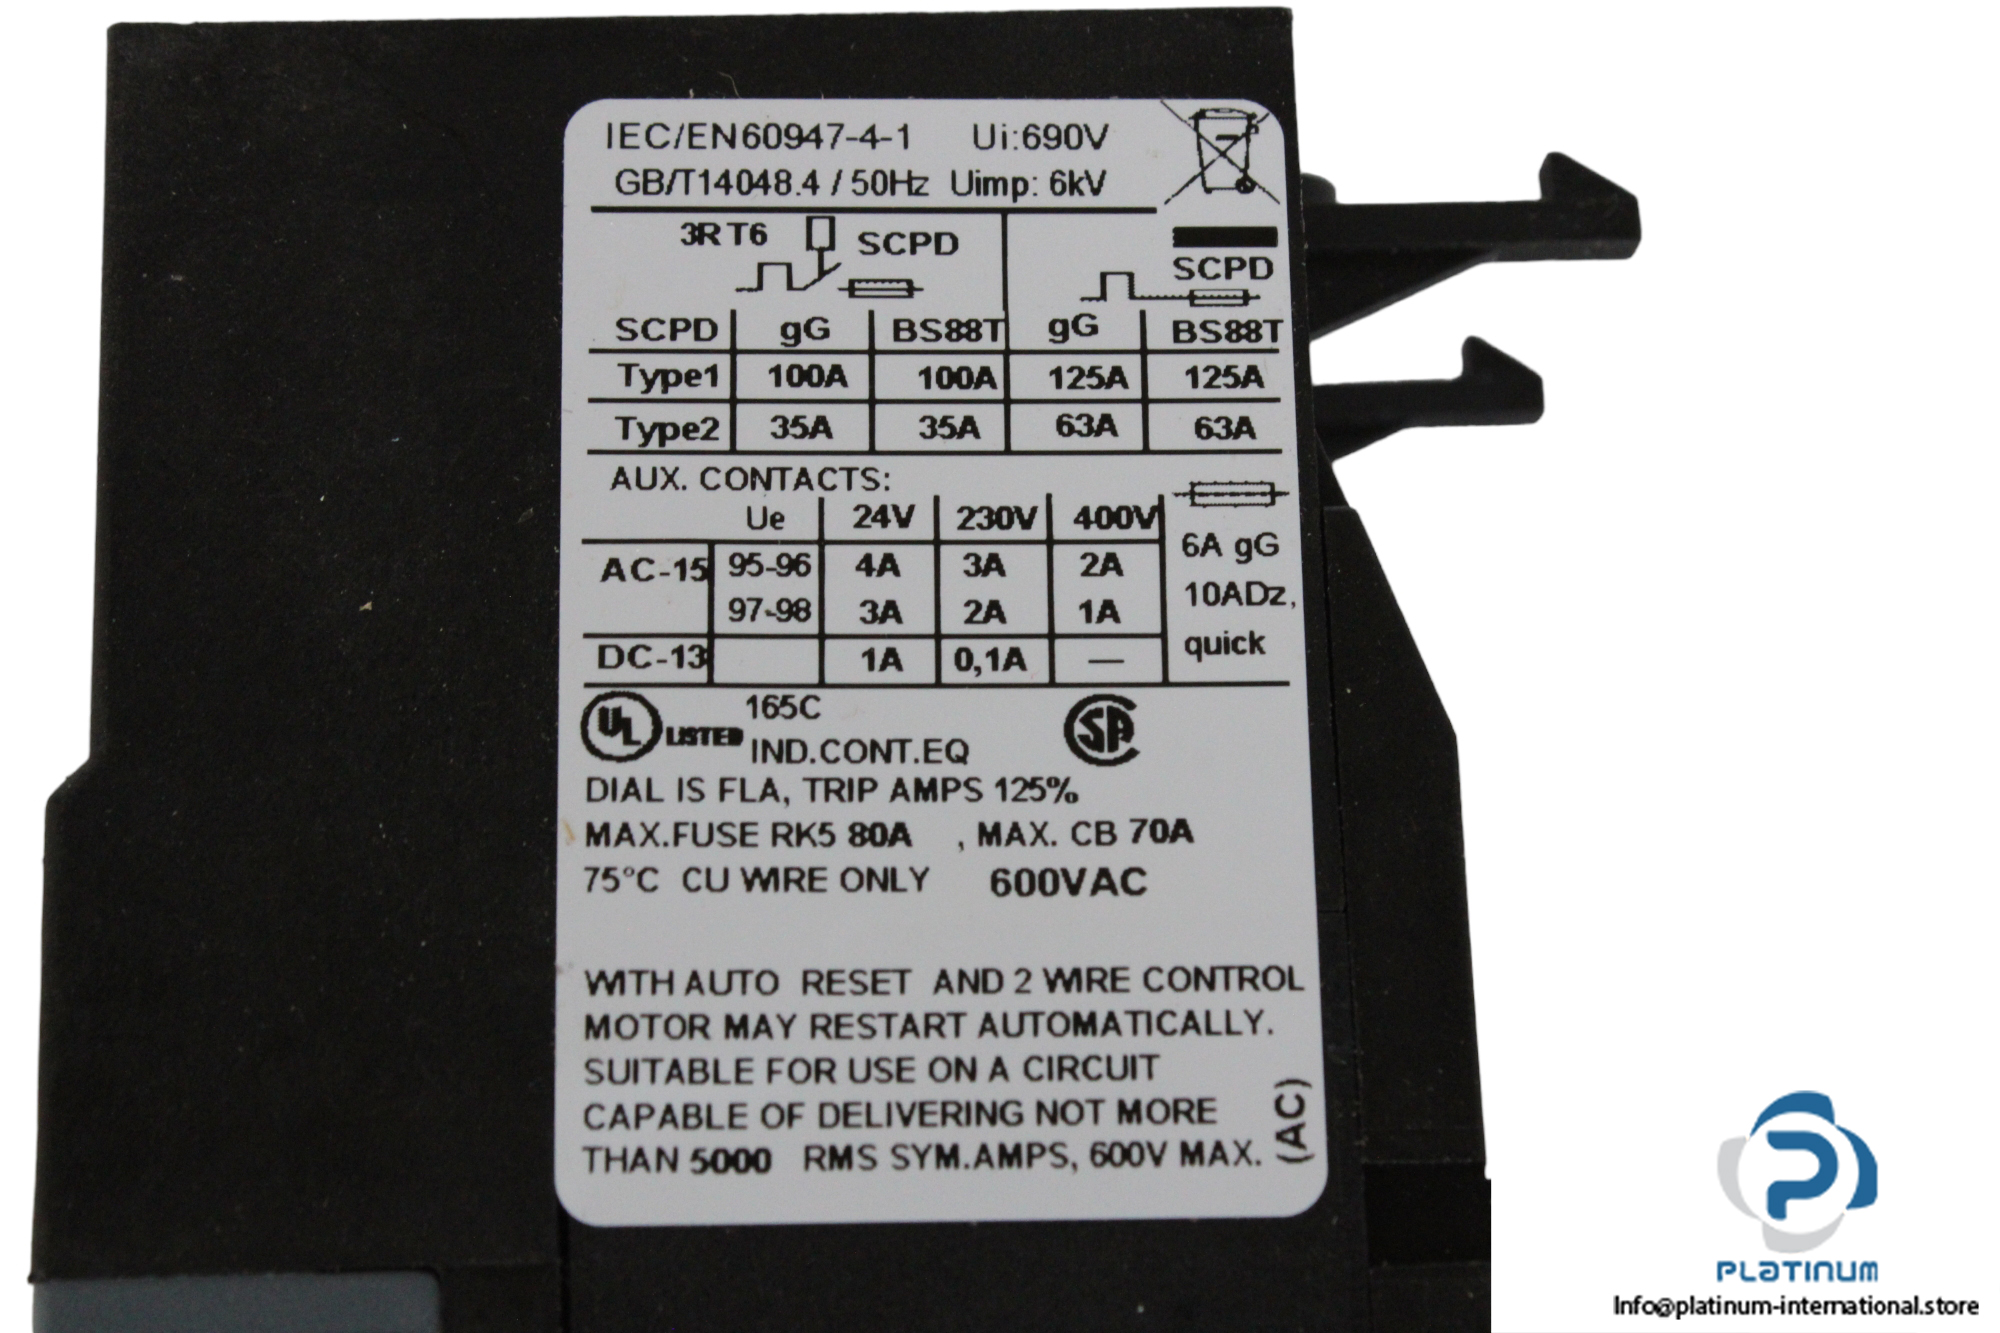 IEC/EN60947-4-1 Ui:690V
GB/T14048.4 / 50Hz Uimp: 6kV
3RT6 SCPD
SCPD
SCPD gG BS88T gG BS88T
Type1 100A 100A 125A 125A
Type2 35A 35A 63A 63A
AUX. CONTACTS:
Ue 24V 230V 400V
AC-15 95-96 4A 3A 2A
97-98 3A 2A 1A
DC-13 1A 0,1A —
6A gG
10ADz,
quick
UL LISTED 165C
IND.CONT.EQ
SA
DIAL IS FLA, TRIP AMPS 125%
MAX.FUSE RK5 80A , MAX. CB 70A
75°C CU WIRE ONLY 600VAC
WITH AUTO RESET AND 2 WIRE CONTROL
MOTOR MAY RESTART AUTOMATICALLY.
SUITABLE FOR USE ON A CIRCUIT
CAPABLE OF DELIVERING NOT MORE
THAN 5000 RMS SYM.AMPS, 600V MAX.
(AC)
PLATINUM
Info@platinum-international.store